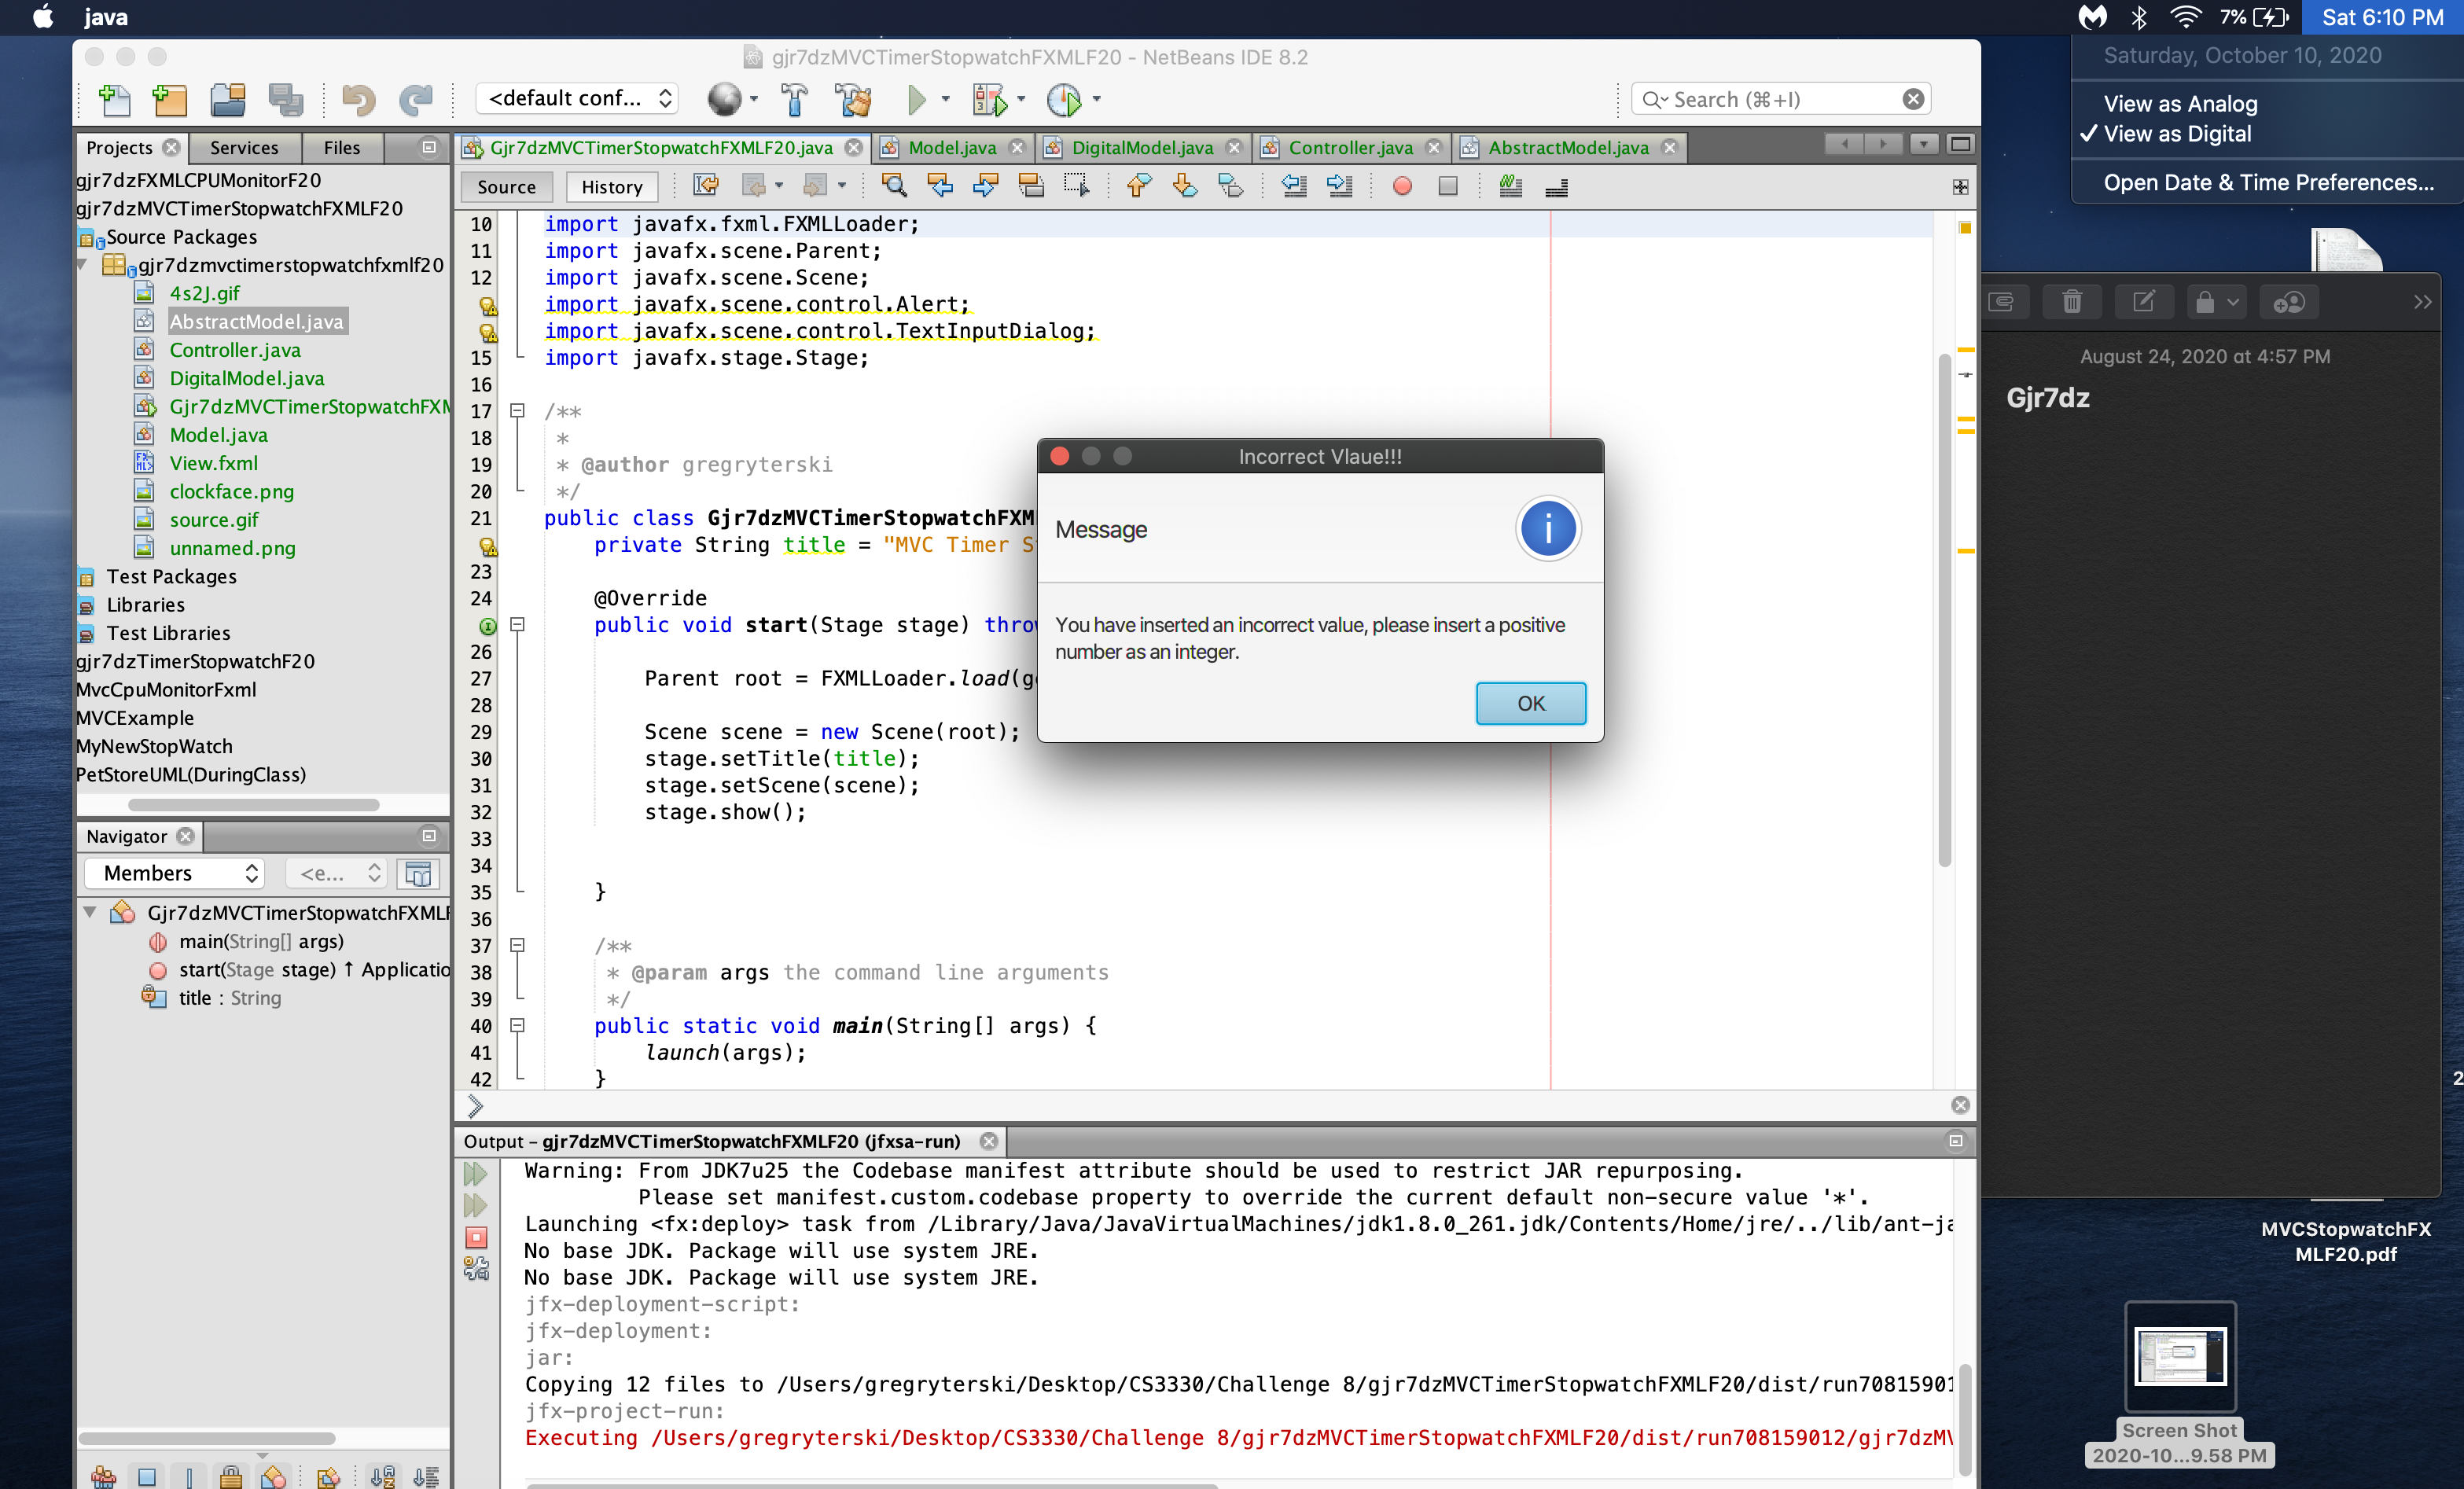 java
7%
Sat 6:10 PM
Saturday, October 10, 2020
View as Analog
✓ View as Digital
Open Date & Time Preferences...
gjr7dzMVCTimerStopwatchFXMLF20 - NetBeans IDE 8.2
<default conf...
Search (⌘+I)
Projects
Services
Files
gjr7dzFXMLCPUMonitorF20
gjr7dzMVCTimerStopwatchFXMLF20
Source Packages
gjr7dzmvctimerstopwatchfxmlf20
4s2J.gif
AbstractModel.java
Controller.java
DigitalModel.java
Gjr7dzMVCTimerStopwatchFXM
Model.java
View.fxml
clockface.png
source.gif
unnamed.png
Test Packages
Libraries
Test Libraries
gjr7dzTimerStopwatchF20
MvcCpuMonitorFxml
MVCExample
MyNewStopWatch
PetStoreUML(DuringClass)
Navigator
Members
<e...
Gjr7dzMVCTimerStopwatchFXMLF
main(String[] args)
start(Stage stage) ↑ Applicatio
title : String
Gjr7dzMVCTimerStopwatchFXMLF20.java
Model.java
DigitalModel.java
Controller.java
AbstractModel.java
Source
History
10 import javafx.fxml.FXMLLoader;
11 import javafx.scene.Parent;
12 import javafx.scene.Scene;
import javafx.scene.control.Alert;
import javafx.scene.control.TextInputDialog;
15 import javafx.stage.Stage;
16
17 /**
18 *
19 * @author gregryterski
20 */
21 public class Gjr7dzMVCTimerStopwatchFXML
private String title = "MVC Timer S
23
24 @Override
public void start(Stage stage) throw
26
27 Parent root = FXMLLoader.load(ge
28
29 Scene scene = new Scene(root);
30 stage.setTitle(title);
31 stage.setScene(scene);
32 stage.show();
33
34
35 }
36
37 /**
38 * @param args the command line arguments
39 */
40 public static void main(String[] args) {
41 launch(args);
42 }
Incorrect Vlaue!!!
Message
You have inserted an incorrect value, please insert a positive
number as an integer.
OK
Output - gjr7dzMVCTimerStopwatchFXMLF20 (jfxsa-run)
Warning: From JDK7u25 the Codebase manifest attribute should be used to restrict JAR repurposing.
Please set manifest.custom.codebase property to override the current default non-secure value '*'.
Launching <fx:deploy> task from /Library/Java/JavaVirtualMachines/jdk1.8.0_261.jdk/Contents/Home/jre/../lib/ant-ja
No base JDK. Package will use system JRE.
No base JDK. Package will use system JRE.
jfx-deployment-script:
jfx-deployment:
jar:
Copying 12 files to /Users/gregryterski/Desktop/CS3330/Challenge 8/gjr7dzMVCTimerStopwatchFXMLF20/dist/run70815901
jfx-project-run:
Executing /Users/gregryterski/Desktop/CS3330/Challenge 8/gjr7dzMVCTimerStopwatchFXMLF20/dist/run708159012/gjr7dzMV
August 24, 2020 at 4:57 PM
Gjr7dz
2
MVCStopwatchFX
MLF20.pdf
Screen Shot
2020-10...9.58 PM